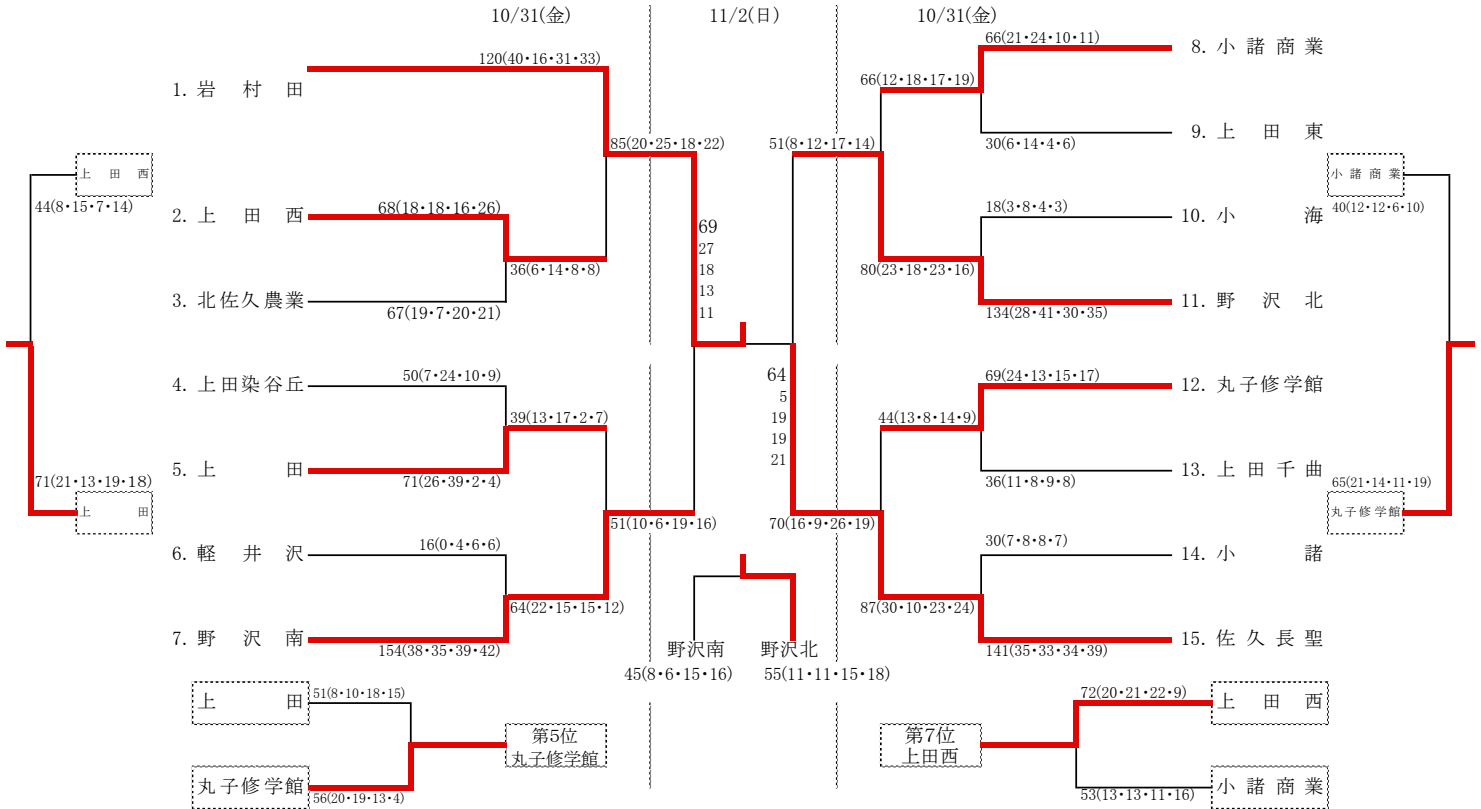 10/31(金)
11/2(日)
10/31(金)
1. 岩村田
120(40・16・31・33)
85(20・25・18・22)
上田西
44(8・15・7・14)
2. 上田西
68(18・18・16・26)
36(6・14・8・8)
3. 北佐久農業
67(19・7・20・21)
69
27
18
13
11
4. 上田染谷丘
50(7・24・10・9)
39(13・17・2・7)
5. 上田
71(26・39・2・4)
71(21・13・19・18)
上田
51(10・6・19・16)
6. 軽井沢
16(0・4・6・6)
64(22・15・15・12)
7. 野沢南
154(38・35・39・42)
66(21・24・10・11)
8. 小諸商業
66(12・18・17・19)
9. 上田東
30(6・14・4・6)
51(8・12・17・14)
小諸商業
40(12・12・6・10)
18(3・8・4・3)
10. 小海
80(23・18・23・16)
11. 野沢北
134(28・41・30・35)
64
5
19
19
21
69(24・13・15・17)
12. 丸子修学館
44(13・8・14・9)
13. 上田千曲
36(11・8・9・8)
65(21・14・11・19)
丸子修学館
70(16・9・26・19)
30(7・8・8・7)
14. 小諸
87(30・10・23・24)
15. 佐久長聖
141(35・33・34・39)
野沢南
野沢北
45(8・6・15・16)
55(11・11・15・18)
上田
51(8・10・18・15)
第5位
丸子修学館
丸子修学館
56(20・19・13・4)
72(20・21・22・9)
上田西
第7位
上田西
53(13・13・11・16)
小諸商業